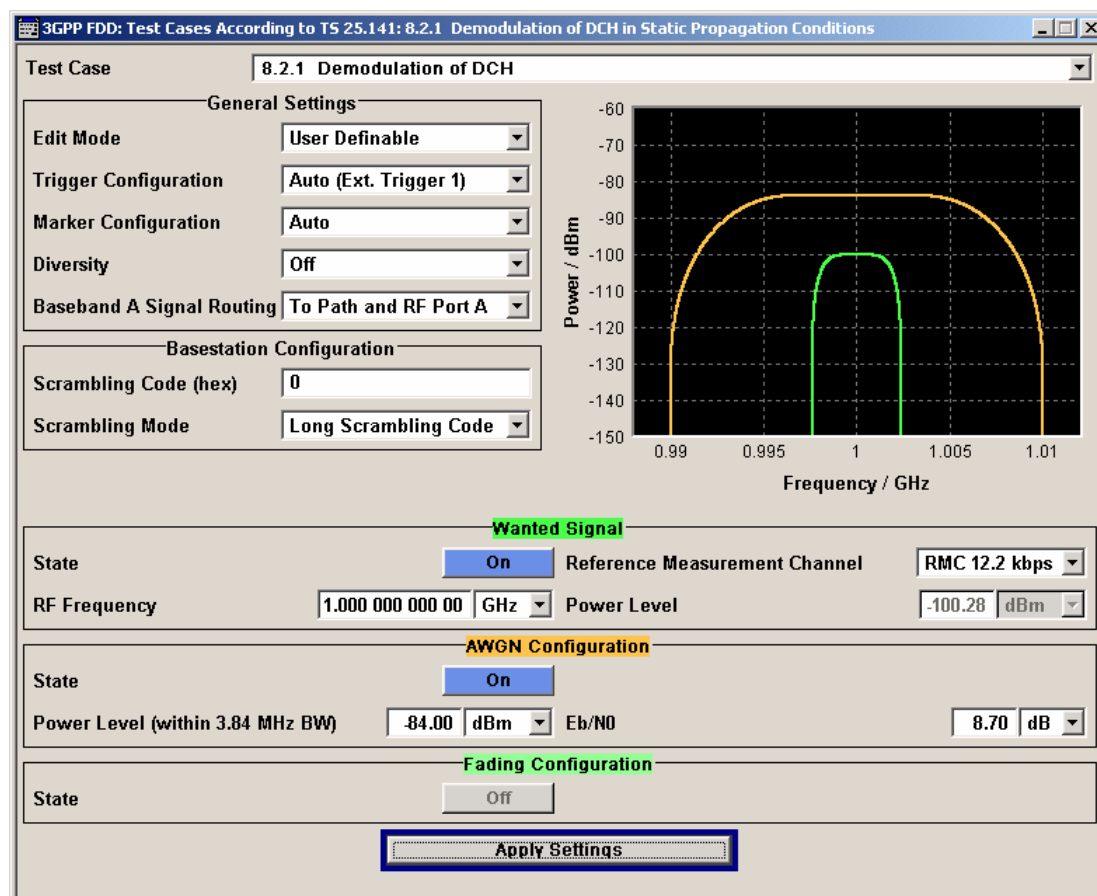 3GPP FDD: Test Cases According to TS 25.141: 8.2.1 Demodulation of DCH in Static Propagation Conditions
Test Case 8.2.1 Demodulation of DCH
General Settings
Edit Mode User Definable
Trigger Configuration Auto (Ext. Trigger 1)
Marker Configuration Auto
Diversity Off
Baseband A Signal Routing To Path and RF Port A
Basestation Configuration
Scrambling Code (hex) 0
Scrambling Mode Long Scrambling Code
Power / dBm
-60
-70
-80
-90
-100
-110
-120
-130
-140
-150
0.99 0.995 1 1.005 1.01
Frequency / GHz
Wanted Signal
State On Reference Measurement Channel RMC 12.2 kbps
RF Frequency 1.000 000 000 00 GHz Power Level -100.28 dBm
AWGN Configuration
State On
Power Level (within 3.84 MHz BW) -84.00 dBm Eb/N0 8.70 dB
Fading Configuration
State Off
Apply Settings